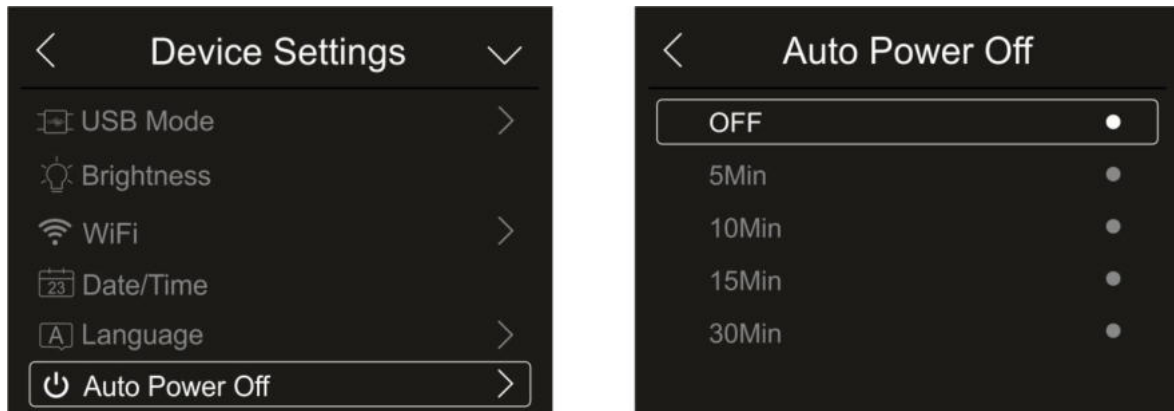 Device Settings
USB Mode
Brightness
WiFi
23 Date/Time
A Language
Auto Power Off
Auto Power Off
OFF
5Min
10Min
15Min
30Min